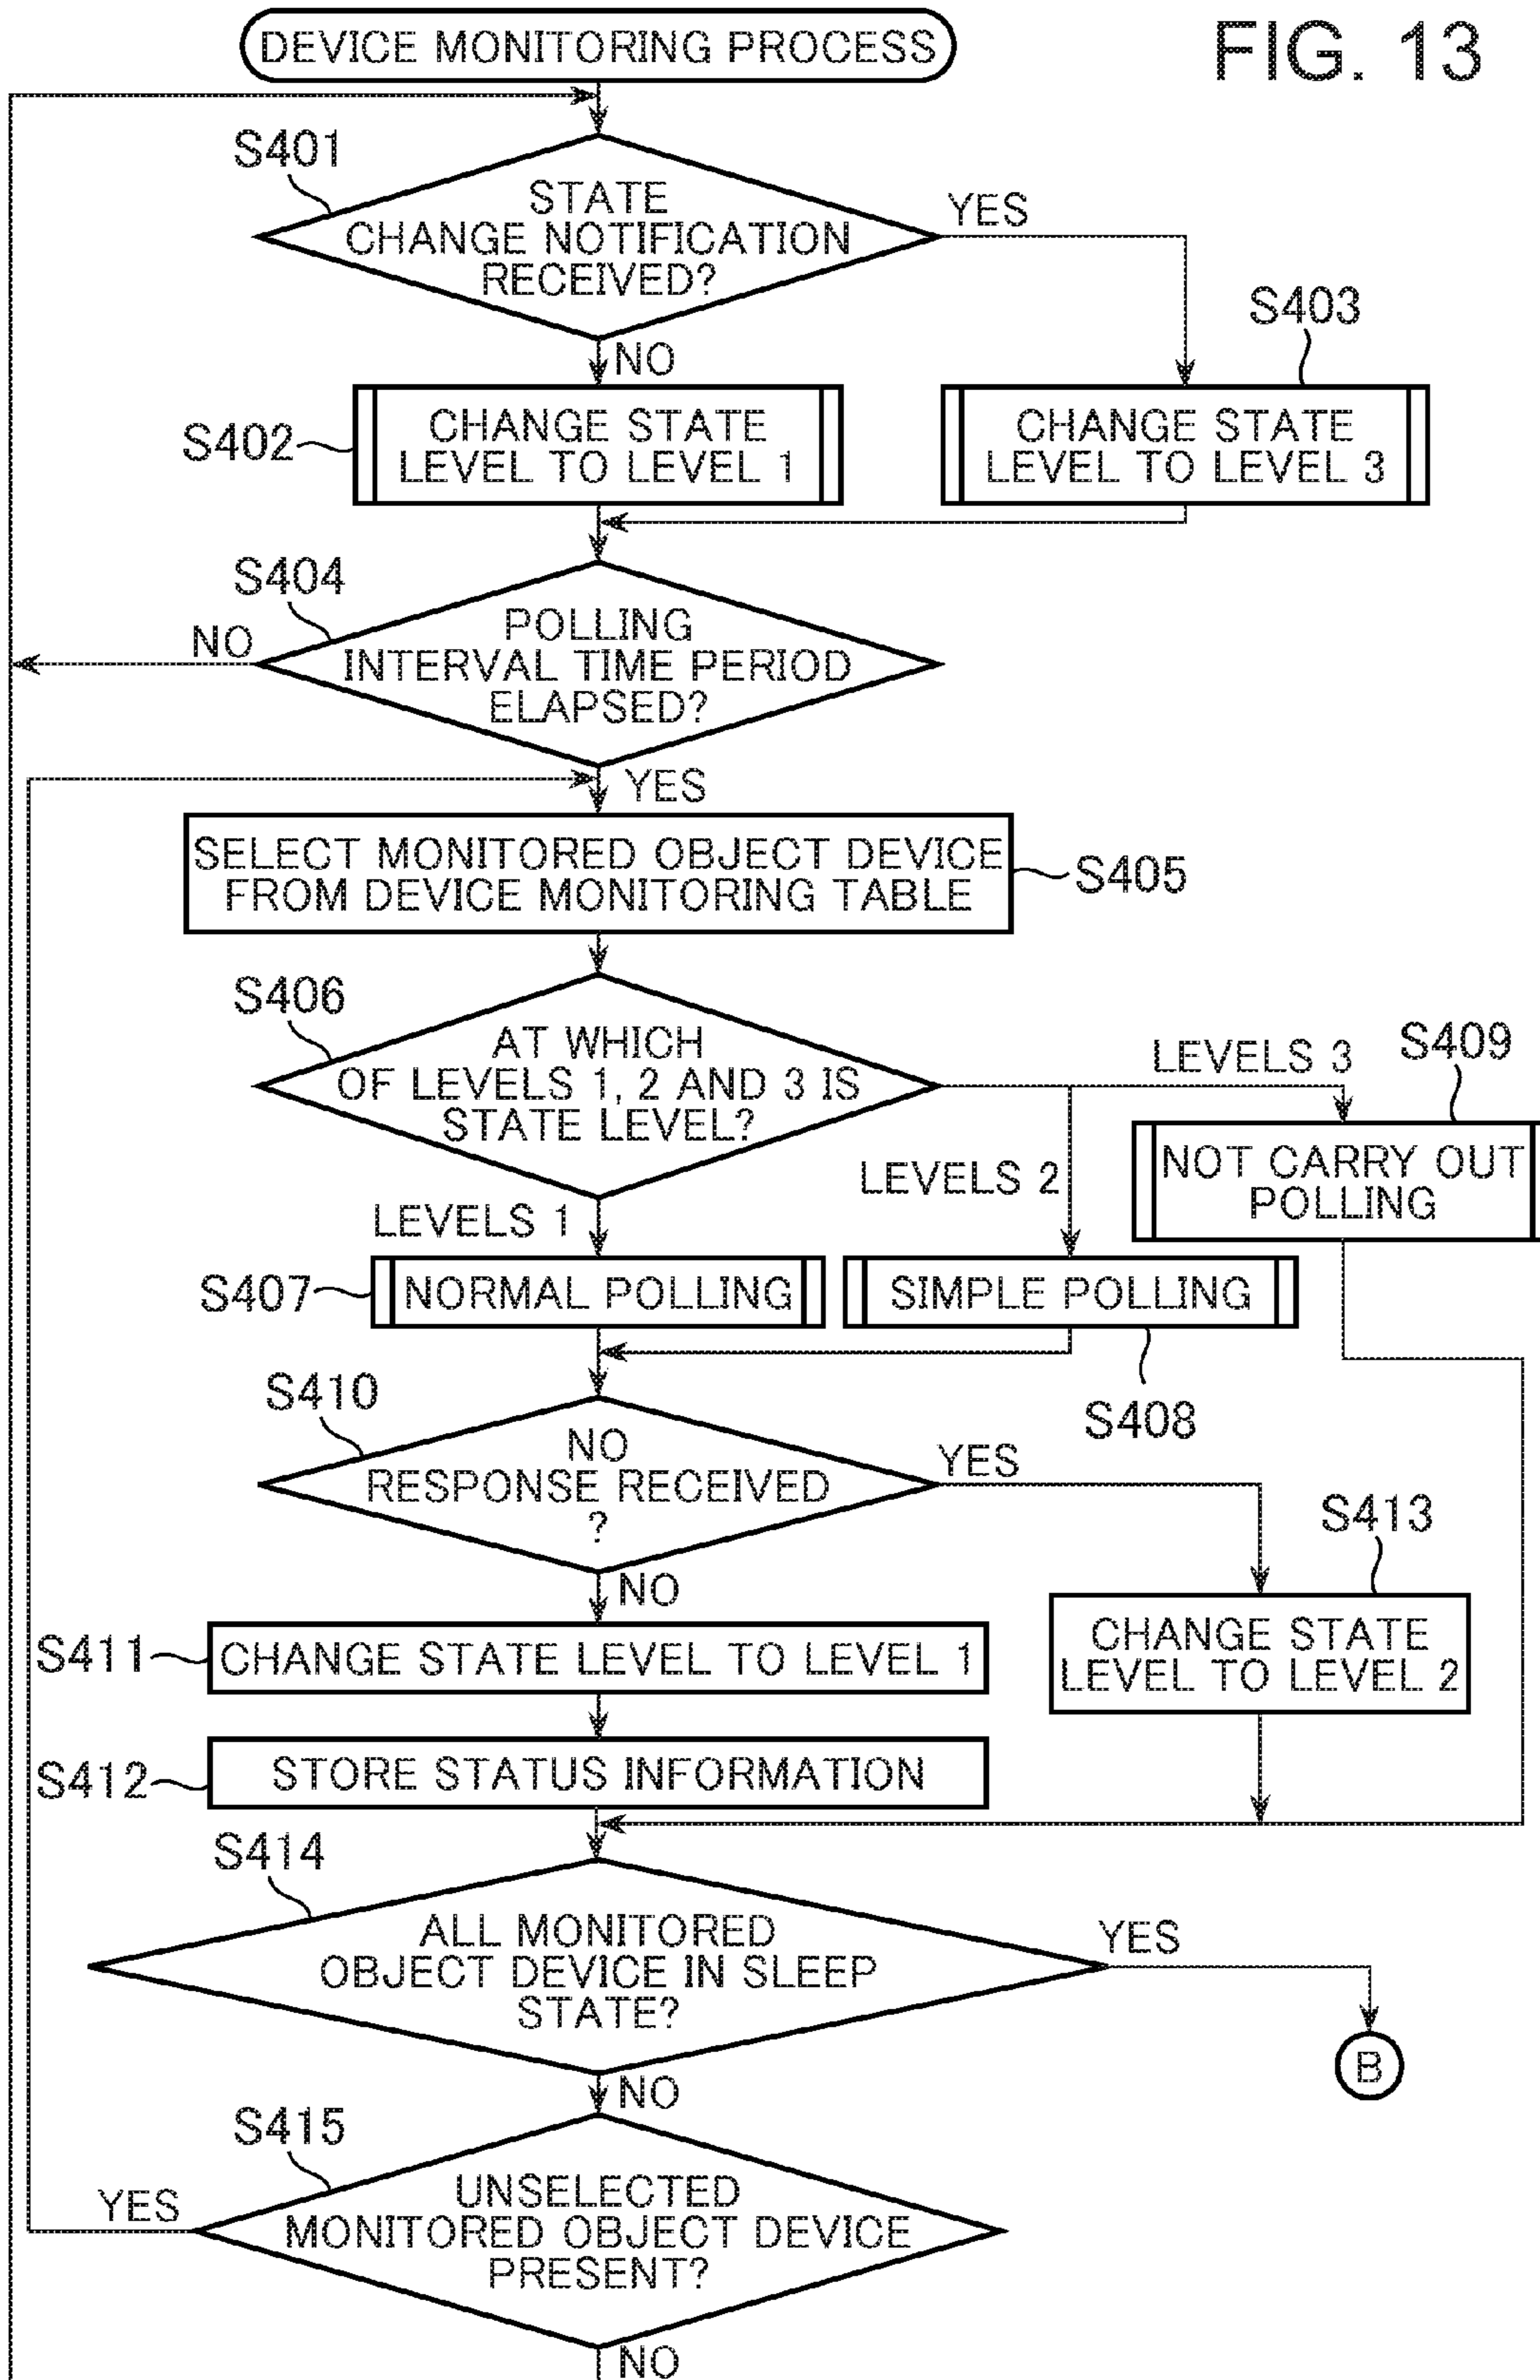 DEVICE MONITORING PROCESS
FIG. 13
S401
STATE
CHANGE NOTIFICATION
RECEIVED?
YES
NO
S403
S402
CHANGE STATE
LEVEL TO LEVEL 1
CHANGE STATE
LEVEL TO LEVEL 3
S404
NO
POLLING
INTERVAL TIME PERIOD
ELAPSED?
YES
SELECT MONITORED OBJECT DEVICE
FROM DEVICE MONITORING TABLE
S405
S406
AT WHICH
OF LEVELS 1, 2 AND 3 IS
STATE LEVEL?
LEVELS 3
S409
NOT CARRY OUT
POLLING
LEVELS 2
LEVELS 1
S407
NORMAL POLLING
SIMPLE POLLING
S408
S410
NO
RESPONSE RECEIVED
?
YES
NO
S413
S411
CHANGE STATE LEVEL TO LEVEL 1
CHANGE STATE
LEVEL TO LEVEL 2
S412
STORE STATUS INFORMATION
S414
ALL MONITORED
OBJECT DEVICE IN SLEEP
STATE?
YES
B
NO
S415
YES
UNSELECTED
MONITORED OBJECT DEVICE
PRESENT?
NO